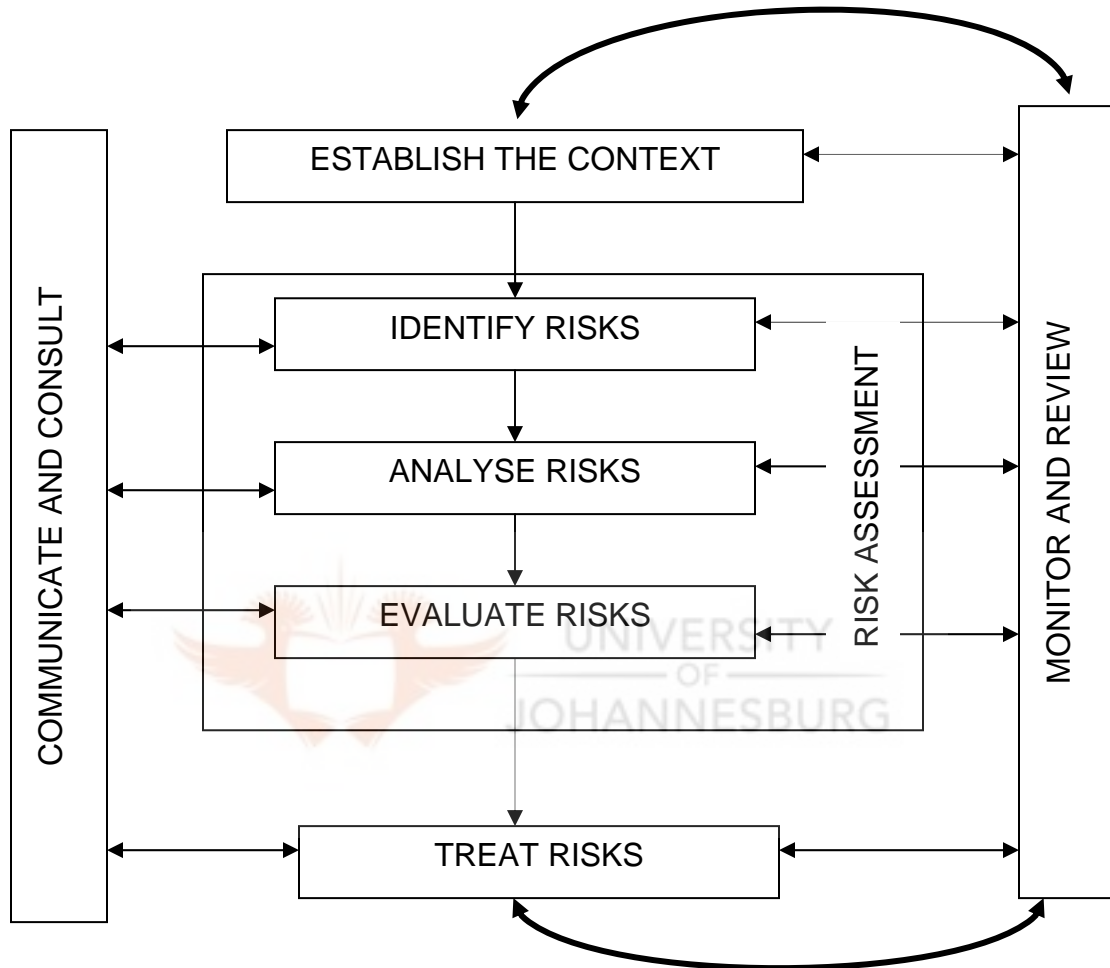 COMMUNICATE AND CONSULT
ESTABLISH THE CONTEXT
IDENTIFY RISKS
ANALYSE RISKS
EVALUATE RISKS
TREAT RISKS
RISK ASSESSMENT
MONITOR AND REVIEW
UNIVERSITY
OF
JOHANNESBURG